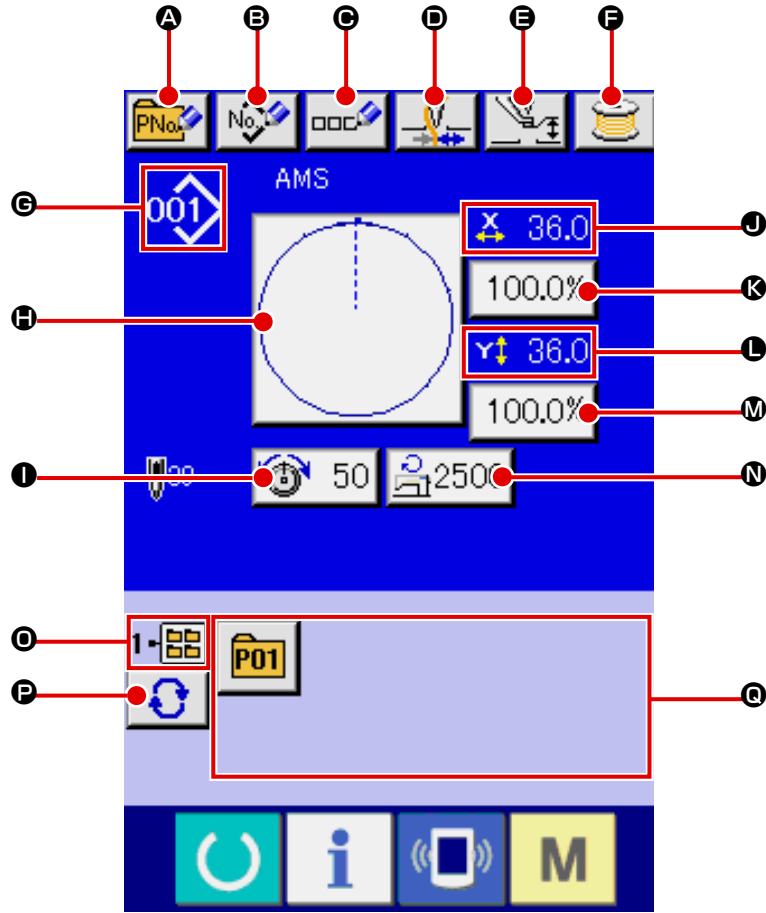 A B C D E F
PNo. No.
G AMS
001
X 36.0 J
100.0% K
H
Y 36.0 L
100.0% M
I 50 2500 N
O 1
P01
P Q
i M